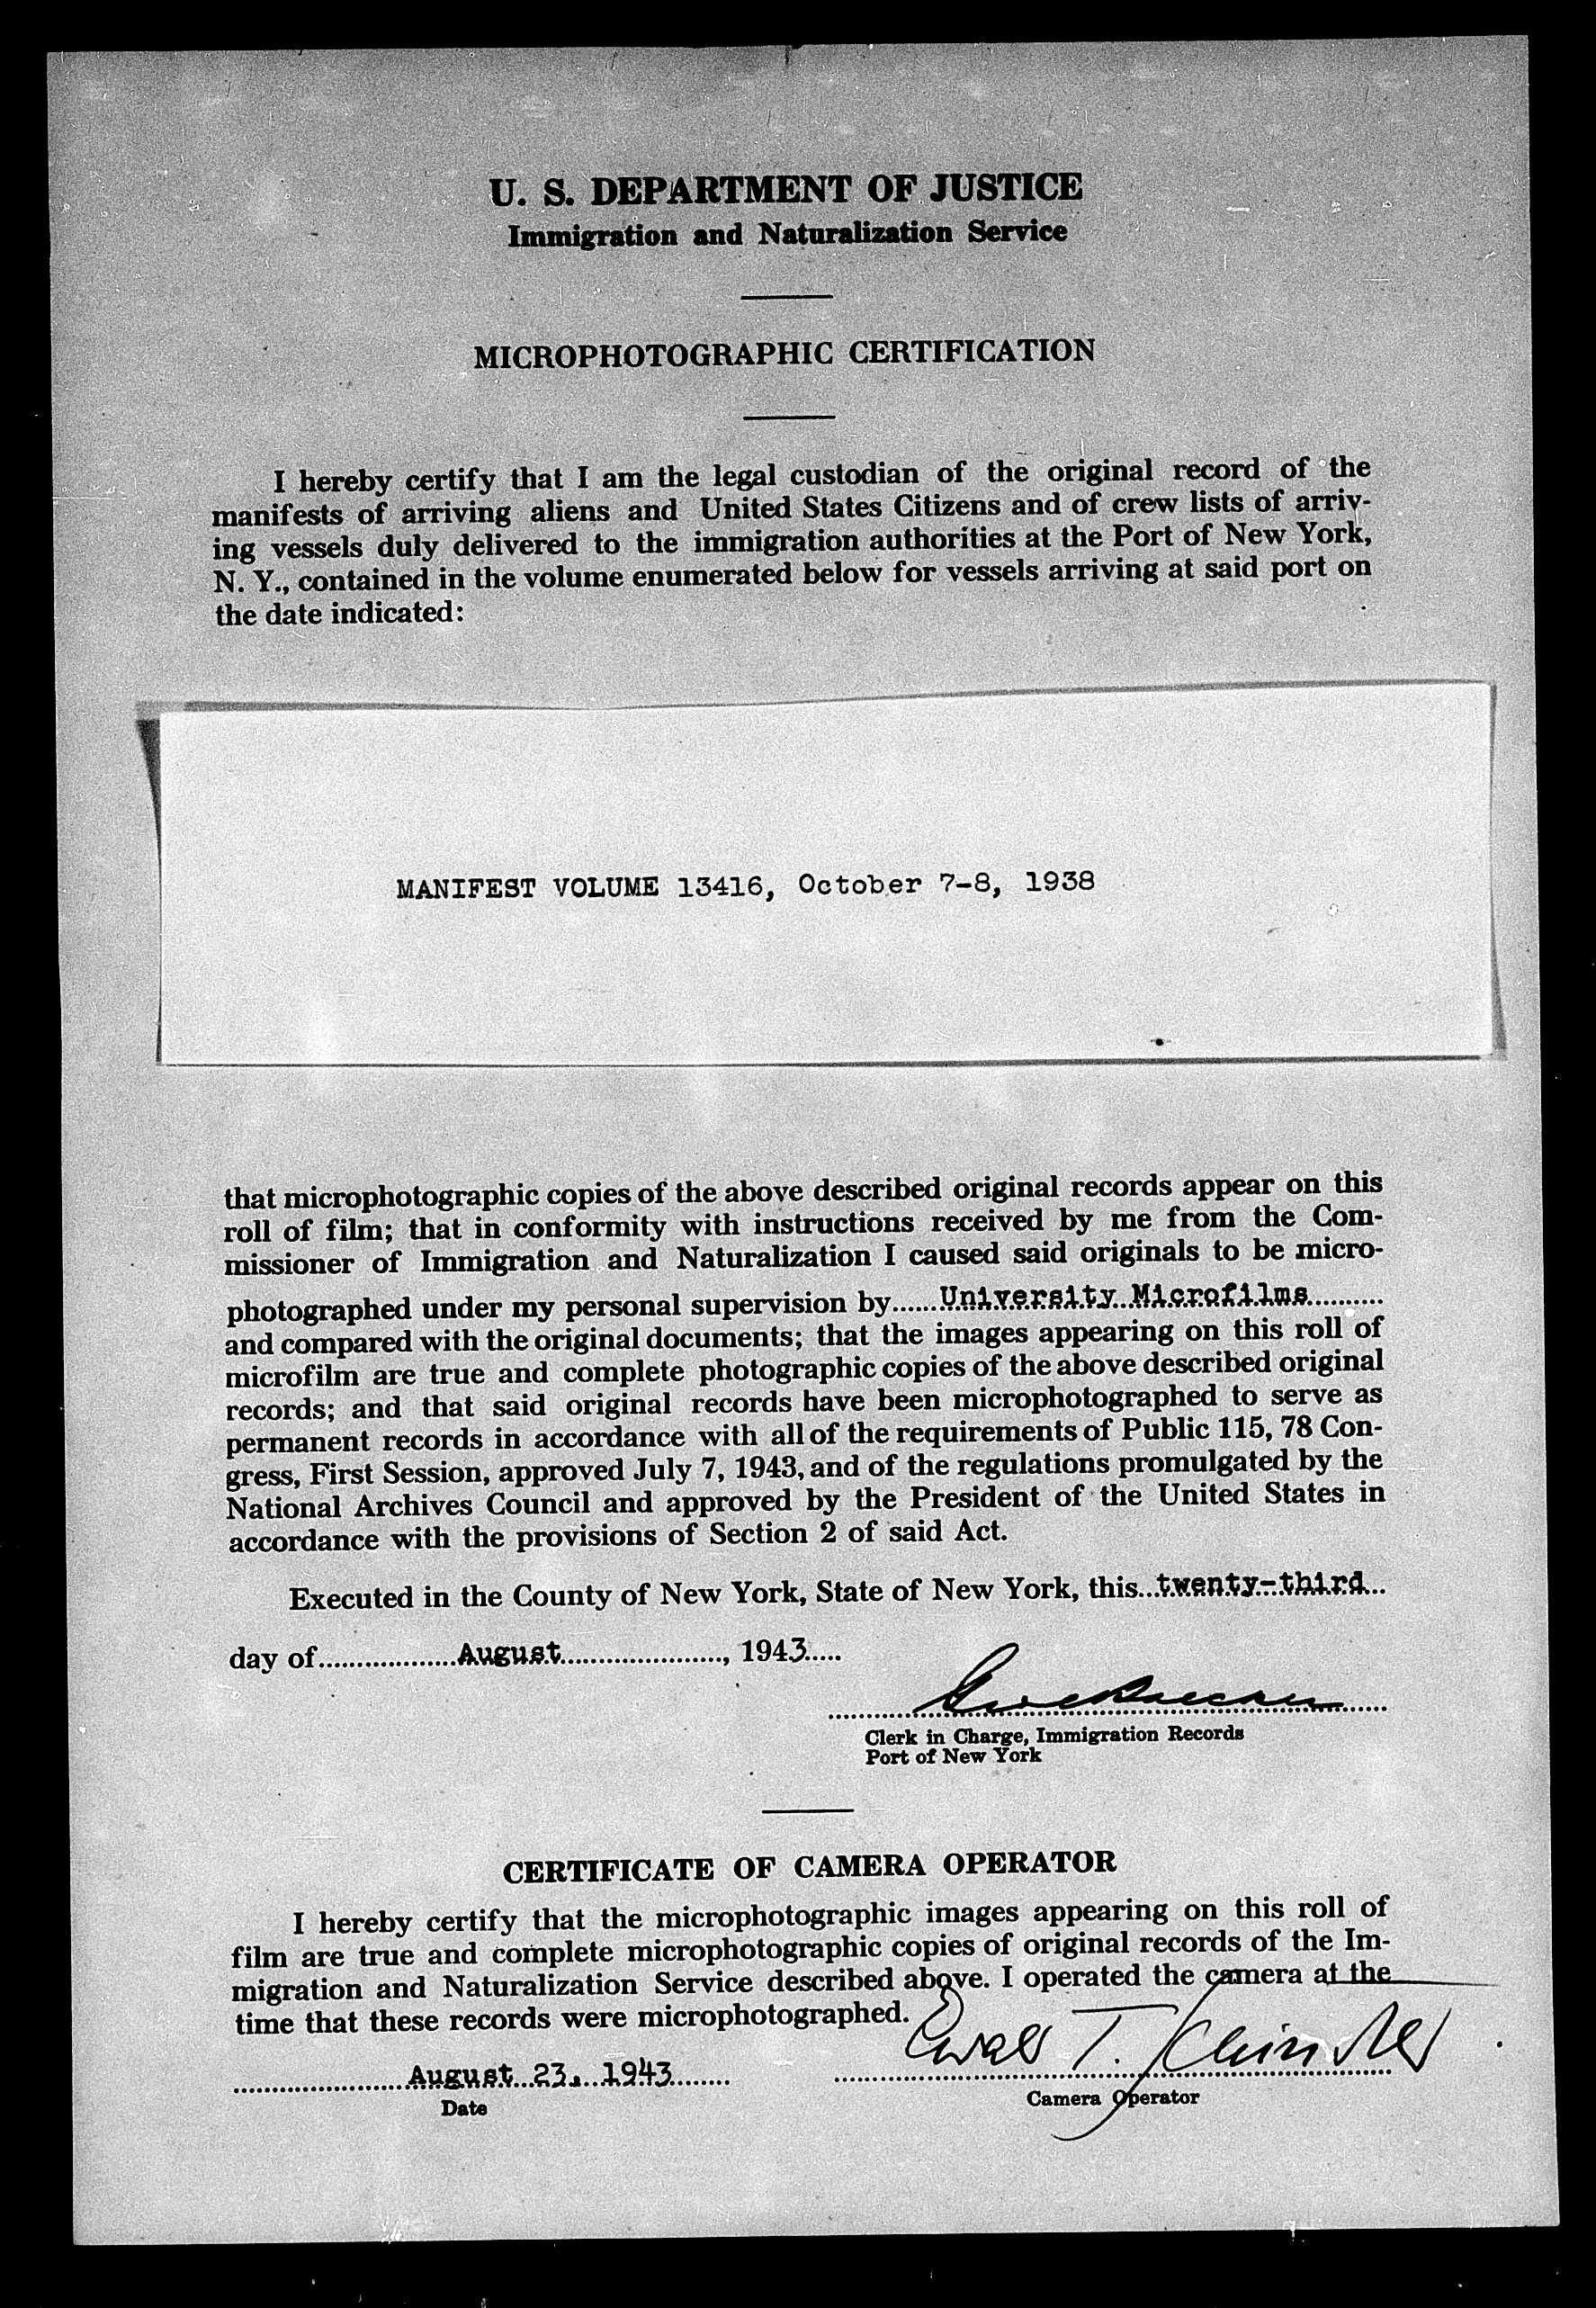 U. S. DEPARTMENT OF JUSTICE
Immigration and Naturalization Service
MICROPHOTOGRAPHIC CERTIFICATION
I hereby certify that I am the legal custodian of the original record of the
manifests of arriving aliens and United States Citizens and of crew lists of arriv-
ing vessels duly delivered to the immigration authorities at the Port of New York,
N. Y., contained in the volume enumerated below for vessels arriving at said port on
the date indicated:
MANIFEST VOLUME 13416, October 7-8, 1938
that microphotographic copies of the above described original records appear on this
roll of film; that in conformity with instructions received by me from the Com-
missioner of Immigration and Naturalization I caused said originals to be micro-
photographed under my personal supervision by......University Microfilms..........
and compared with the original documents; that the images appearing on this roll of
microfilm are true and complete photographic copies of the above described original
records; and that said original records have been microphotographed to serve as
permanent records in accordance with all of the requirements of Public 115, 78 Con-
gress, First Session, approved July 7, 1943, and of the regulations promulgated by the
National Archives Council and approved by the President of the United States in
accordance with the provisions of Section 2 of said Act.
Executed in the County of New York, State of New York, this...twenty-third...
day of..................August....................., 1943.....
Clerk in Charge, Immigration Records
Port of New York
CERTIFICATE OF CAMERA OPERATOR
I hereby certify that the microphotographic images appearing on this roll of
film are true and complete microphotographic copies of original records of the Im-
migration and Naturalization Service described above. I operated the camera at the
time that these records were microphotographed.
August 23, 1943
Date
Camera Operator